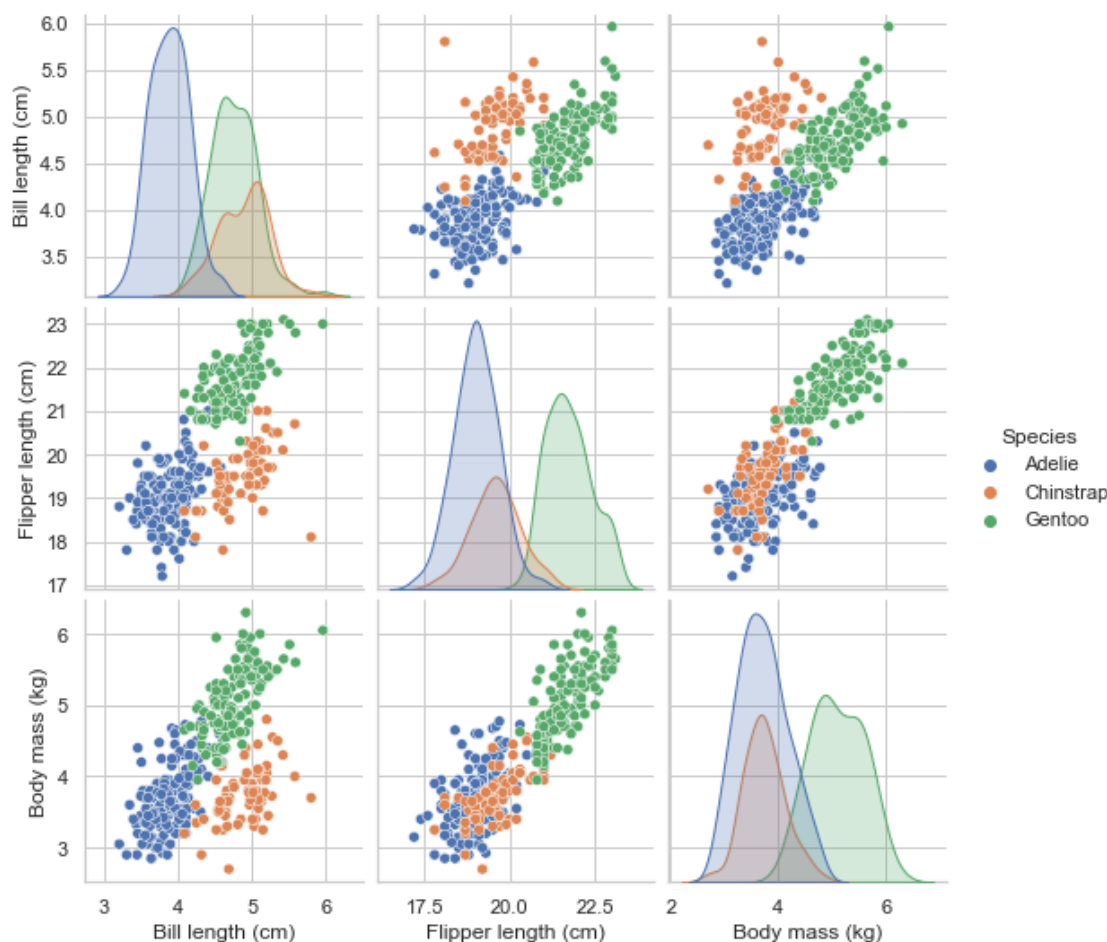 Bill length (cm)
6.0
5.5
5.0
4.5
4.0
3.5
Flipper length (cm)
23
22
21
20
19
18
17
Species
Adelie
Chinstrap
Gentoo
Body mass (kg)
6
5
4
3
3
4
5
6
Bill length (cm)
17.5
20.0
22.5
Flipper length (cm)
2
4
6
Body mass (kg)